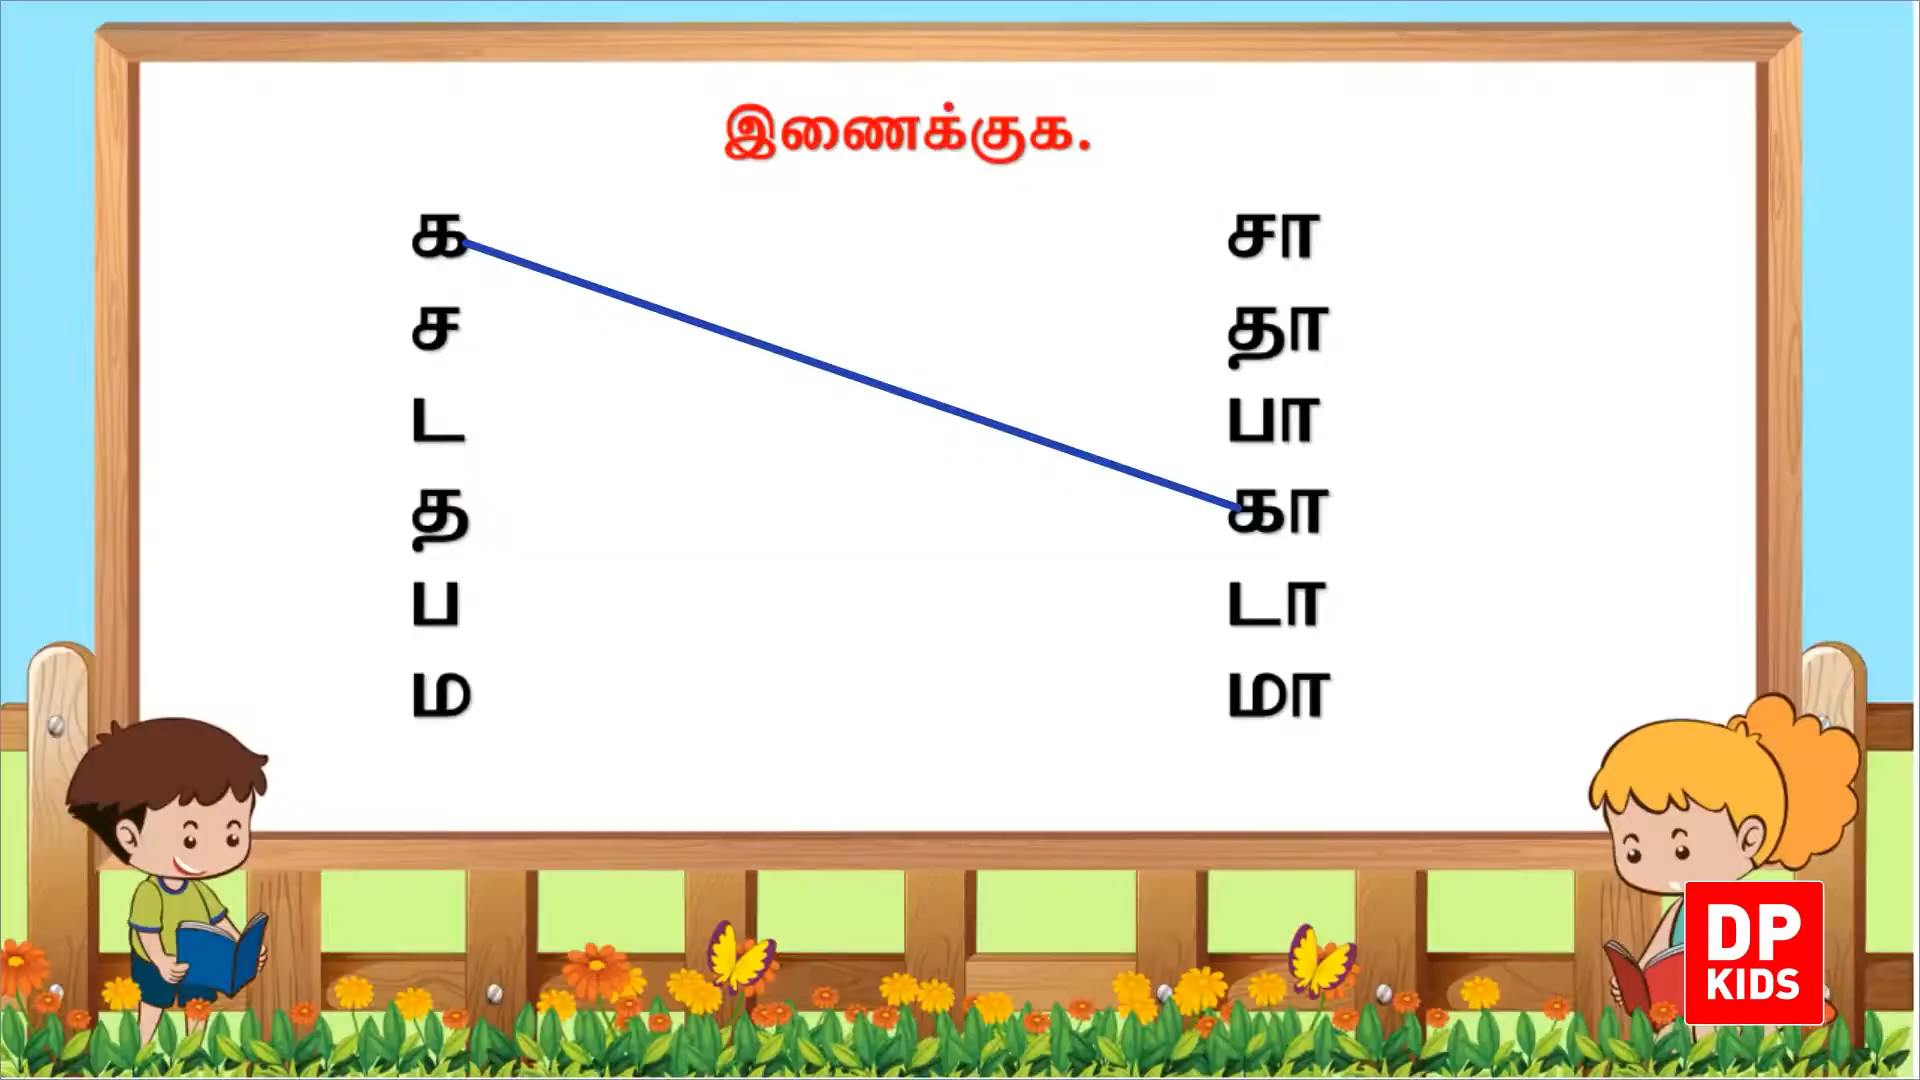 இணைக்குக.
க சா
ச தா
ட பா
த கா
ப டா
ம மா
DP
KIDS